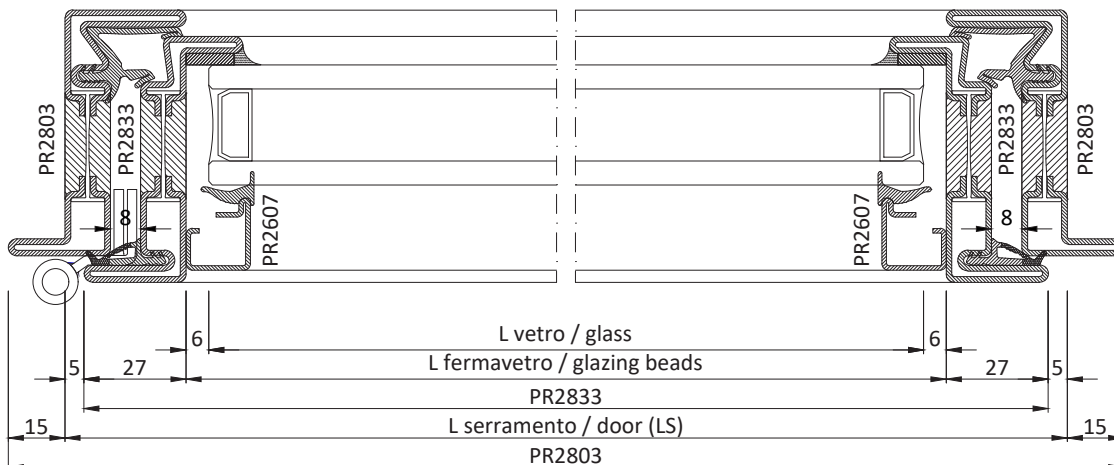 PR2803
PR2833
PR2833
PR2803
PR2607
PR2607
8
8
6
L vetro / glass
6
5
27
L fermavetro / glazing beads
27
5
PR2833
15
L serramento / door (LS)
15
PR2803